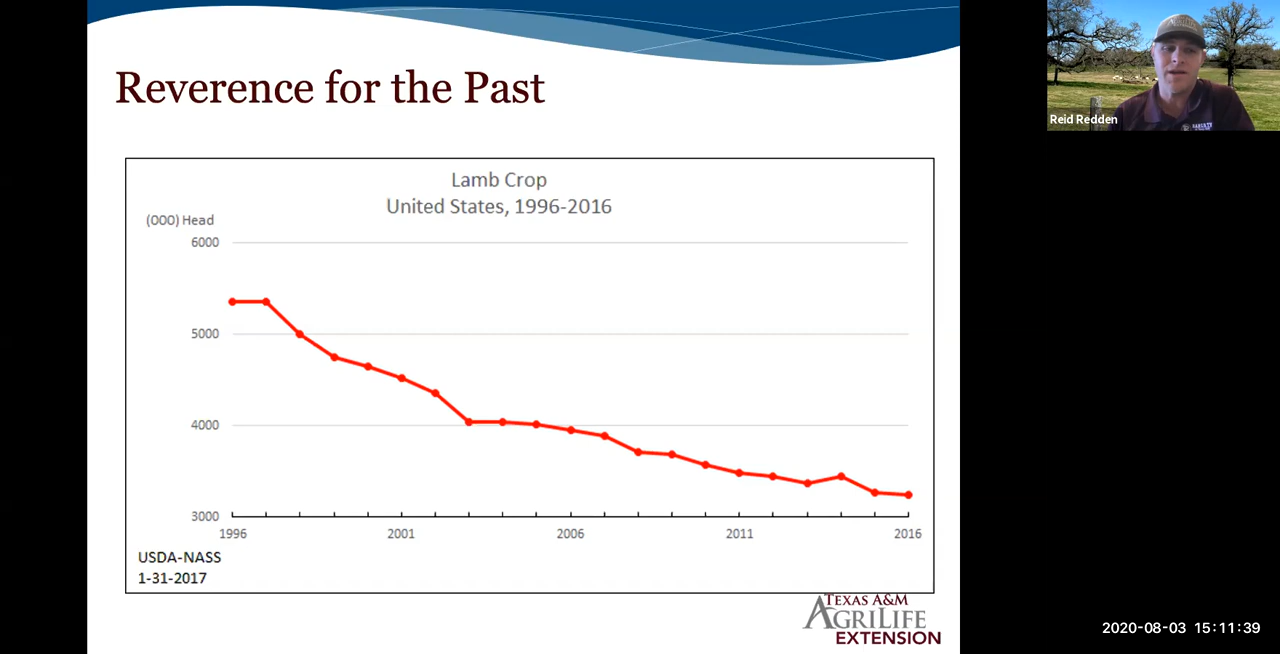 Reverence for the Past
Reid Redden
Lamb Crop
United States, 1996-2016
(000) Head
6000
5000
4000
3000
1996
2001
2006
2011
2016
USDA-NASS
1-31-2017
TEXAS A&M
AGRILIFE
EXTENSION
2020-08-03 15:11:39